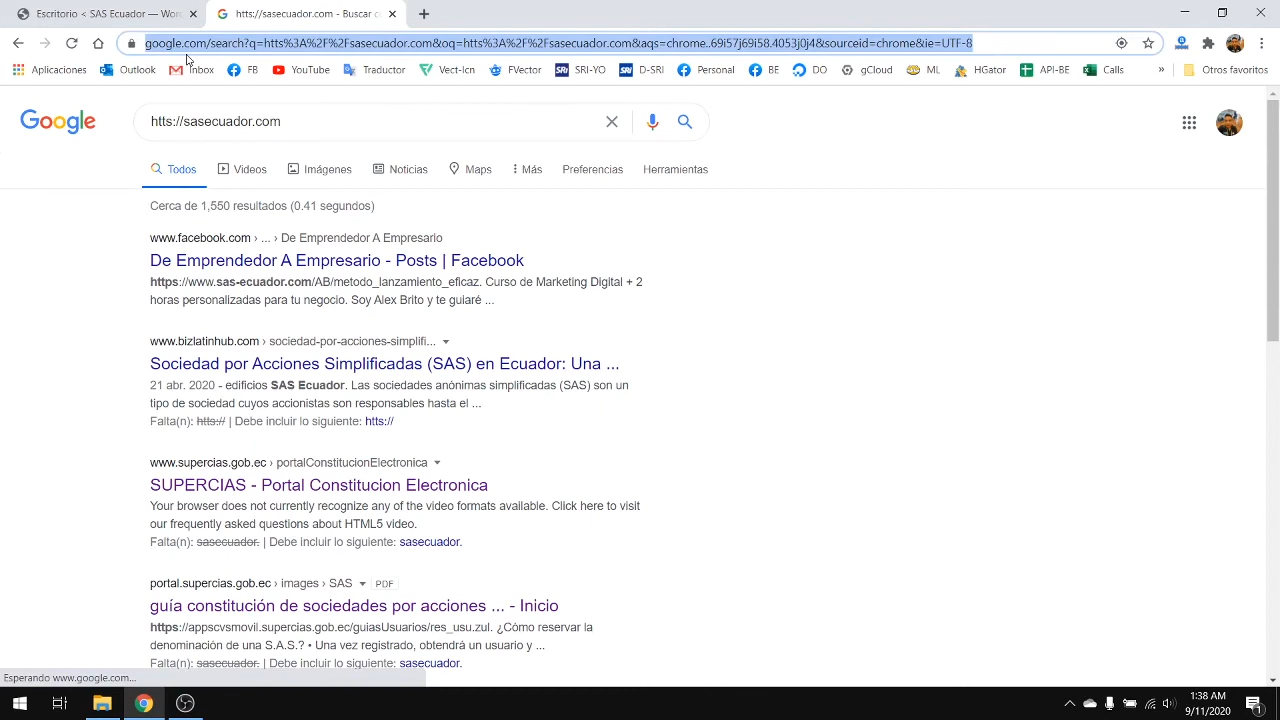 Escritorio < SAS Ecuador — Wor
htts://sasecuador.com - Buscar c
google.com/search?q=htts%3A%2F%2Fsasecuador.com&oq=htts%3A%2F%2Fsasecuador.com&aqs=chrome..69i57j69i58.4053j0j4&sourceid=chrome&ie=UTF-8
Aplicaciones Outlook Inbox FB YouTube Traductor Vect-Icn FVector SRI-YO D-SRI Personal BE DO gCloud ML HGator API-BE Calls » Otros favoritos
Google
htts://sasecuador.com
Todos Videos Imágenes Noticias Maps Más Preferencias Herramientas
Cerca de 1,550 resultados (0.41 segundos)
www.facebook.com › ... › De Emprendedor A Empresario
De Emprendedor A Empresario - Posts | Facebook
https://www.sas-ecuador.com/AB/metodo_lanzamiento_eficaz. Curso de Marketing Digital + 2
horas personalizadas para tu negocio. Soy Alex Brito y te guiaré ...
www.bizlatinhub.com › sociedad-por-acciones-simplifi...
Sociedad por Acciones Simplificadas (SAS) en Ecuador: Una ...
21 abr. 2020 - edificios SAS Ecuador. Las sociedades anónimas simplificadas (SAS) son un
tipo de sociedad cuyos accionistas son responsables hasta el ...
Falta(n): htts:// | Debe incluir lo siguiente: htts://
www.supercias.gob.ec › portalConstitucionElectronica
SUPERCIAS - Portal Constitucion Electronica
Your browser does not currently recognize any of the video formats available. Click here to visit
our frequently asked questions about HTML5 video.
Falta(n): sasecuador. | Debe incluir lo siguiente: sasecuador.
portal.supercias.gob.ec › images › SAS PDF
guía constitución de sociedades por acciones ... - Inicio
https://appscvsmovil.supercias.gob.ec/guiasUsuarios/res_usu.zul. ¿Cómo reservar la
denominación de una S.A.S.? • Una vez registrado, obtendrá un usuario y ...
Falta(n): sasecuador. | Debe incluir lo siguiente: sasecuador.
Esperando www.google.com...
1:38 AM
9/11/2020
1